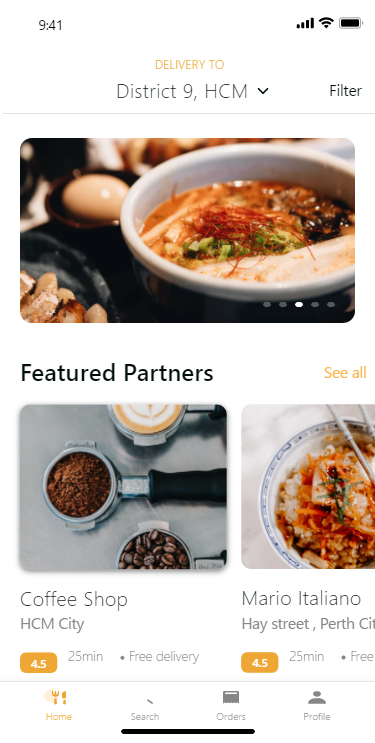 9:41
DELIVERY TO
District 9, HCM
Filter
Featured Partners
See all
Coffee Shop
HCM City
4.5 25min • Free delivery
Mario Italiano
Hay street , Perth Cit
4.5 25min • Free
Home Search Orders Profile